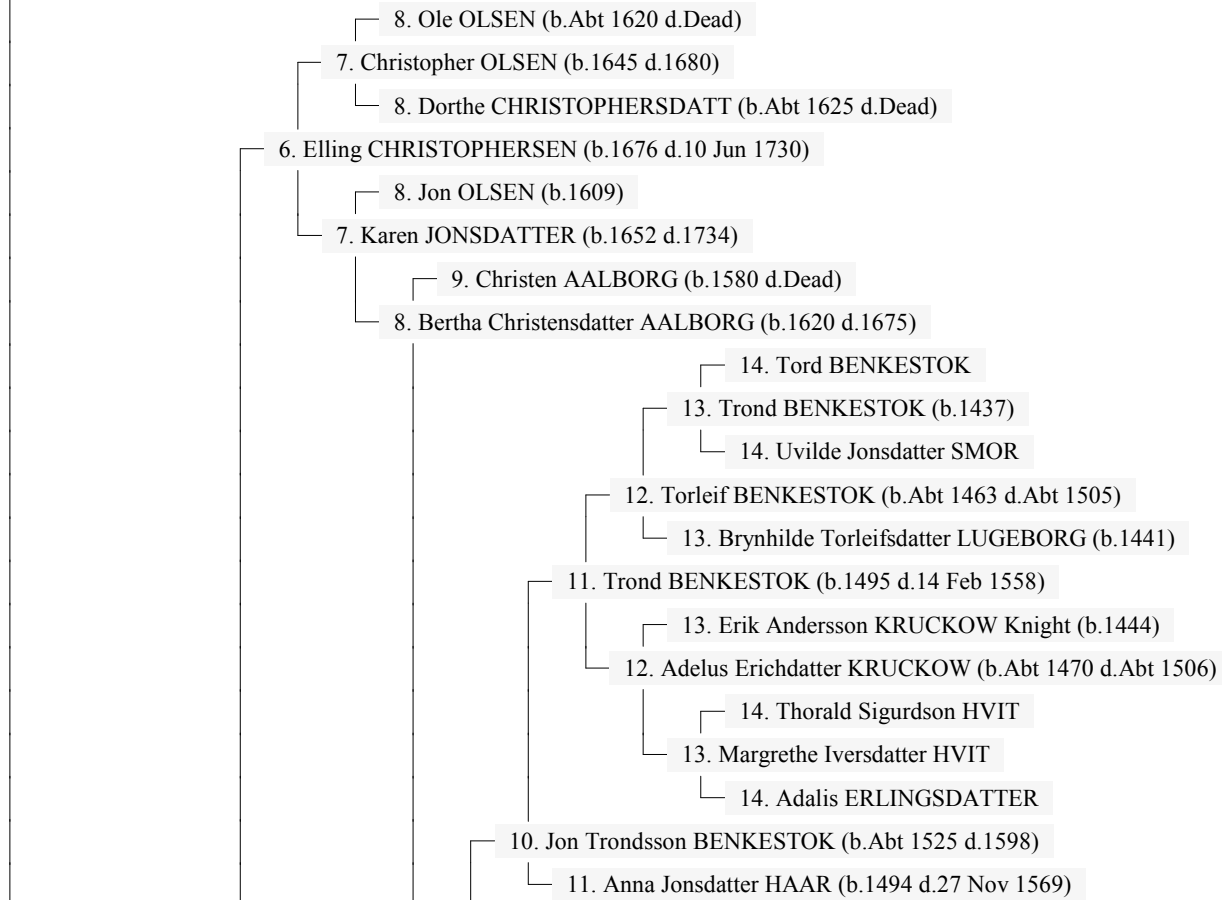 8. Ole OLSEN (b.Abt 1620 d.Dead)
7. Christopher OLSEN (b.1645 d.1680)
8. Dorthe CHRISTOPHERSDATT (b.Abt 1625 d.Dead)
6. Elling CHRISTOPHERSEN (b.1676 d.10 Jun 1730)
8. Jon OLSEN (b.1609)
7. Karen JONSDATTER (b.1652 d.1734)
9. Christen AALBORG (b.1580 d.Dead)
8. Bertha Christensdatter AALBORG (b.1620 d.1675)
14. Tord BENKESTOK
13. Trond BENKESTOK (b.1437)
14. Uvilde Jonsdatter SMOR
12. Torleif BENKESTOK (b.Abt 1463 d.Abt 1505)
13. Brynhilde Torleifsdatter LUGEBORG (b.1441)
11. Trond BENKESTOK (b.1495 d.14 Feb 1558)
13. Erik Andersson KRUCKOW Knight (b.1444)
12. Adelus Erichdatter KRUCKOW (b.Abt 1470 d.Abt 1506)
14. Thorald Sigurdson HVIT
13. Margrethe Iversdatter HVIT
14. Adalis ERLINGSDATTER
10. Jon Trondsson BENKESTOK (b.Abt 1525 d.1598)
11. Anna Jonsdatter HAAR (b.1494 d.27 Nov 1569)